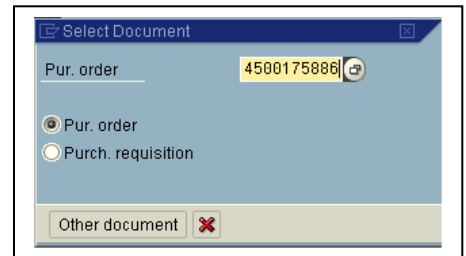 Select Document
Pur. order 4500175886
Pur. order
Purch. requisition
Other document